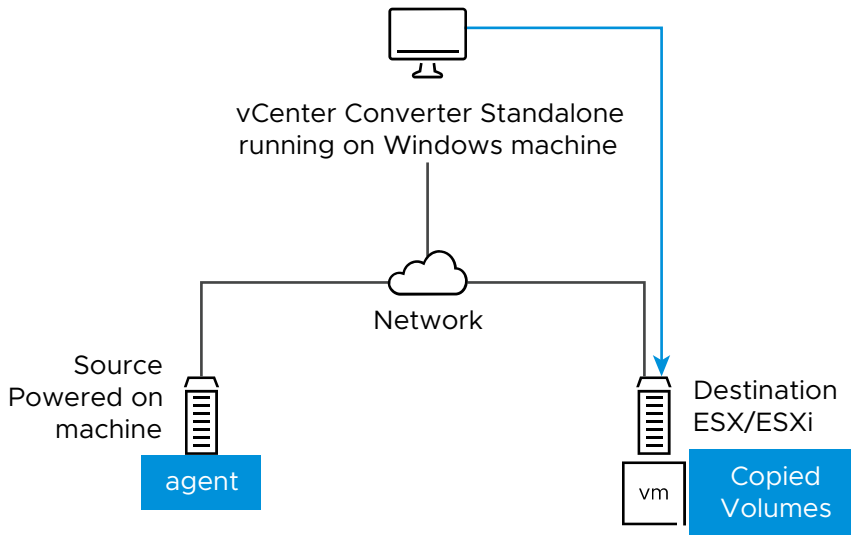 vCenter Converter Standalone
running on Windows machine
Network
Source
Powered on
machine
agent
Destination
ESX/ESXi
vm
Copied
Volumes